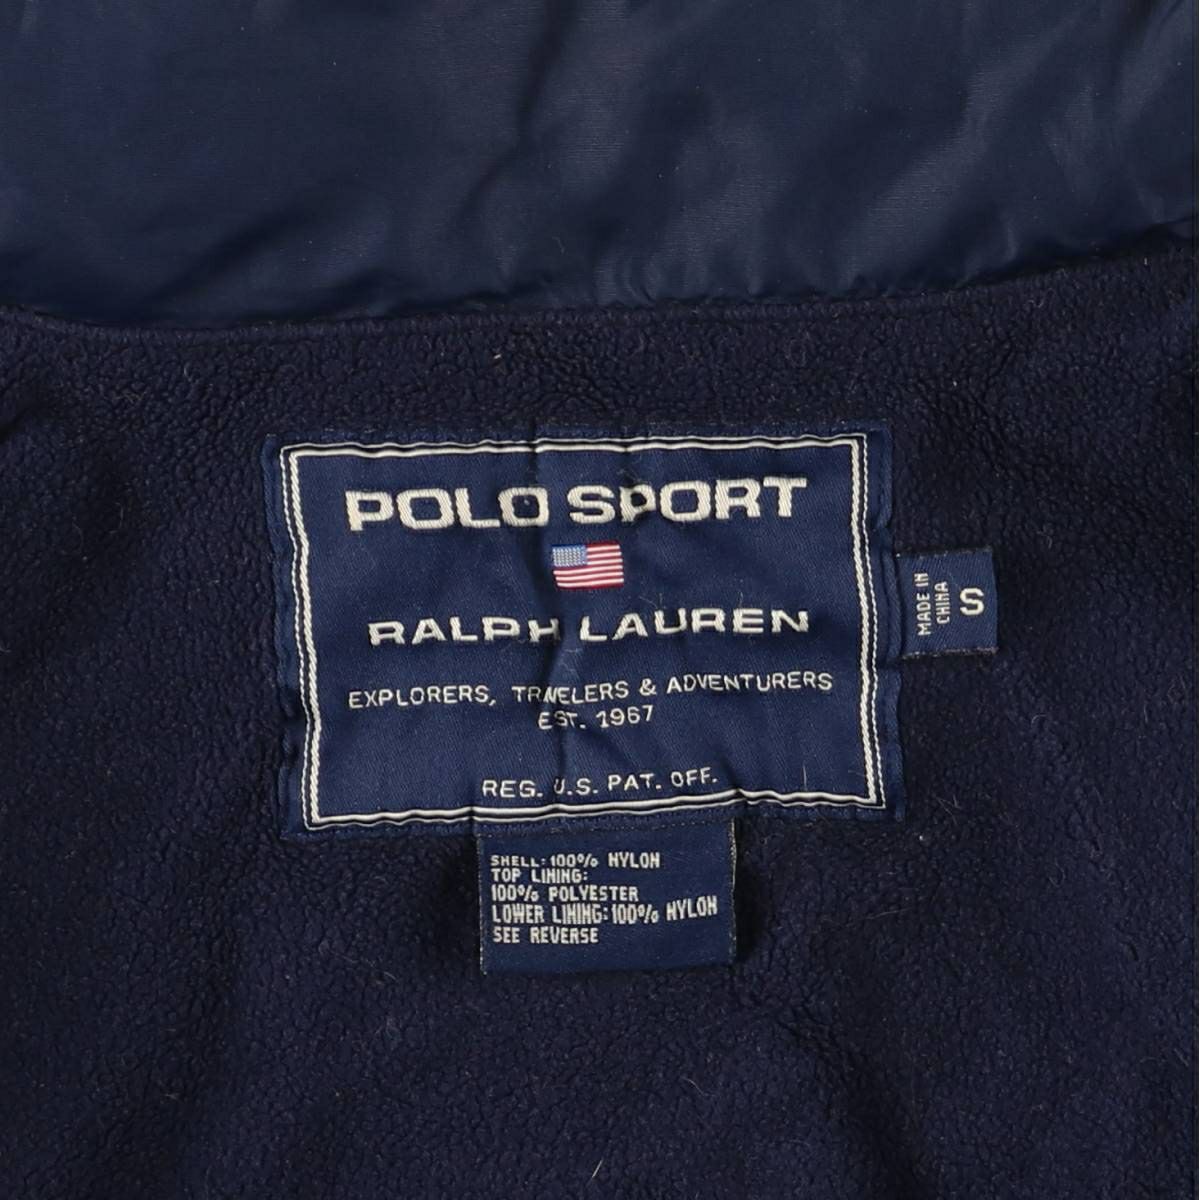 POLO SPORT
RALPH LAUREN
EXPLORERS, TRAVELERS & ADVENTURERS
EST. 1967
REG. U.S. PAT. OFF.
MADE IN
CHINA
S
SHELL: 100% NYLON
TOP LINING:
100% POLYESTER
LOWER LINING: 100% NYLON
SEE REVERSE